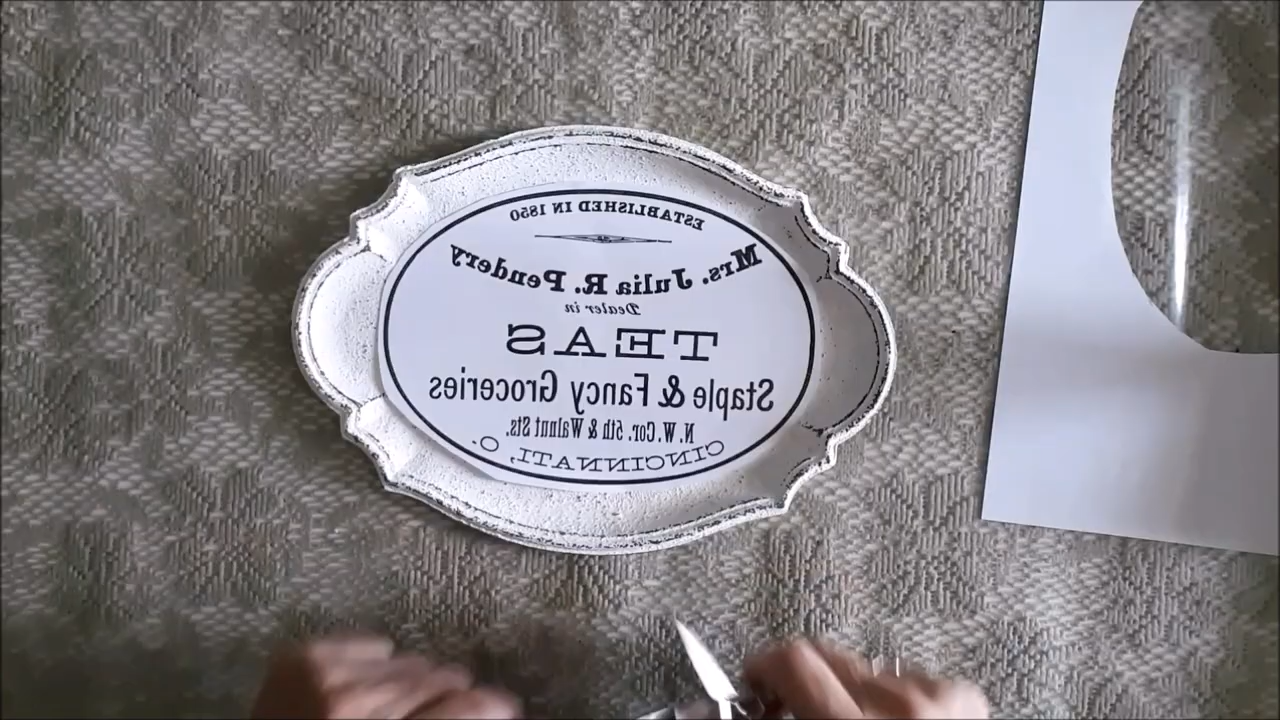 ESTABLISHED IN 1850
Mrs. Julia R. Pendery
Dealer in
TEAS
Staple & Fancy Groceries
N. W. Cor. 5th & Walnut Sts.
CINCINNATI, O.